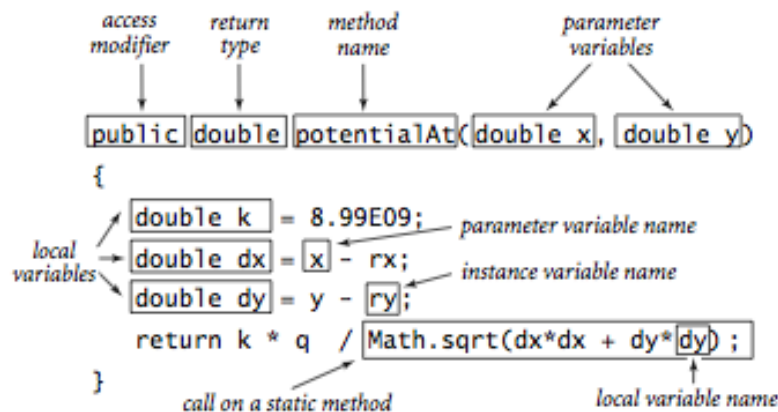 access return method parameter
modifier type name variables
public double potentialAt(double x, double y)
{
double k = 8.99E09;
parameter variable name
local
variables
double dx = x - rx;
instance variable name
double dy = y - ry;
return k * q / Math.sqrt(dx*dx + dy*dy) ;
}
call on a static method
local variable name